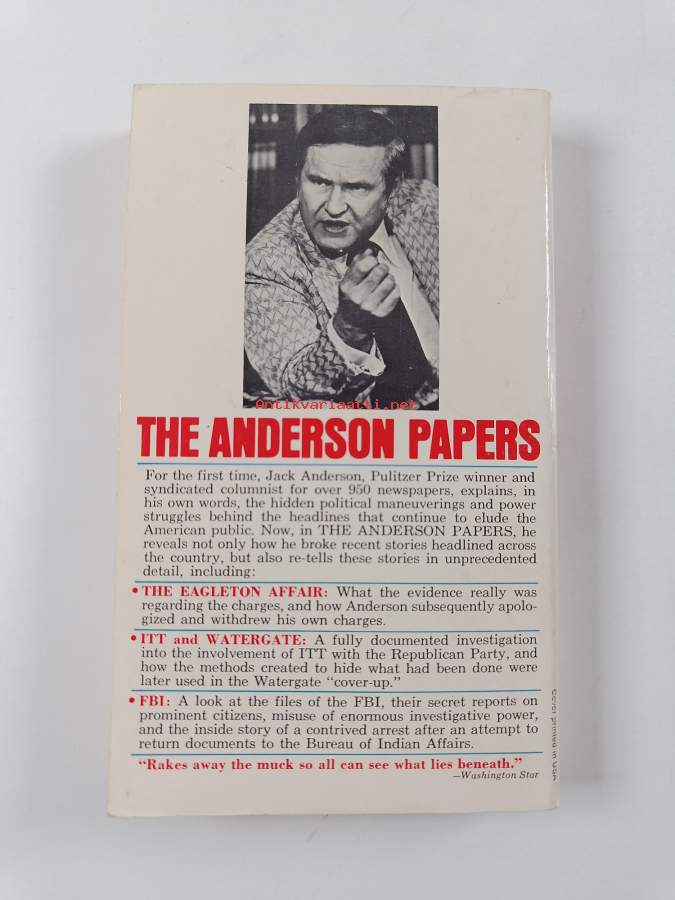 Antikvariaatti.net
THE ANDERSON PAPERS
For the first time, Jack Anderson, Pulitzer Prize winner and
syndicated columnist for over 950 newspapers, explains, in
his own words, the hidden political maneuverings and power
struggles behind the headlines that continue to elude the
American public. Now, in THE ANDERSON PAPERS, he
reveals not only how he broke recent stories headlined across
the country, but also re-tells these stories in unprecedented
detail, including:
• THE EAGLETON AFFAIR: What the evidence really was
regarding the charges, and how Anderson subsequently apolo-
gized and withdrew his own charges.
• ITT and WATERGATE: A fully documented investigation
into the involvement of ITT with the Republican Party, and
how the methods created to hide what had been done were
later used in the Watergate “cover-up.”
• FBI: A look at the files of the FBI, their secret reports on
prominent citizens, misuse of enormous investigative power,
and the inside story of a contrived arrest after an attempt to
return documents to the Bureau of Indian Affairs.
“Rakes away the muck so all can see what lies beneath.”
—Washington Star
Cover printed in USA